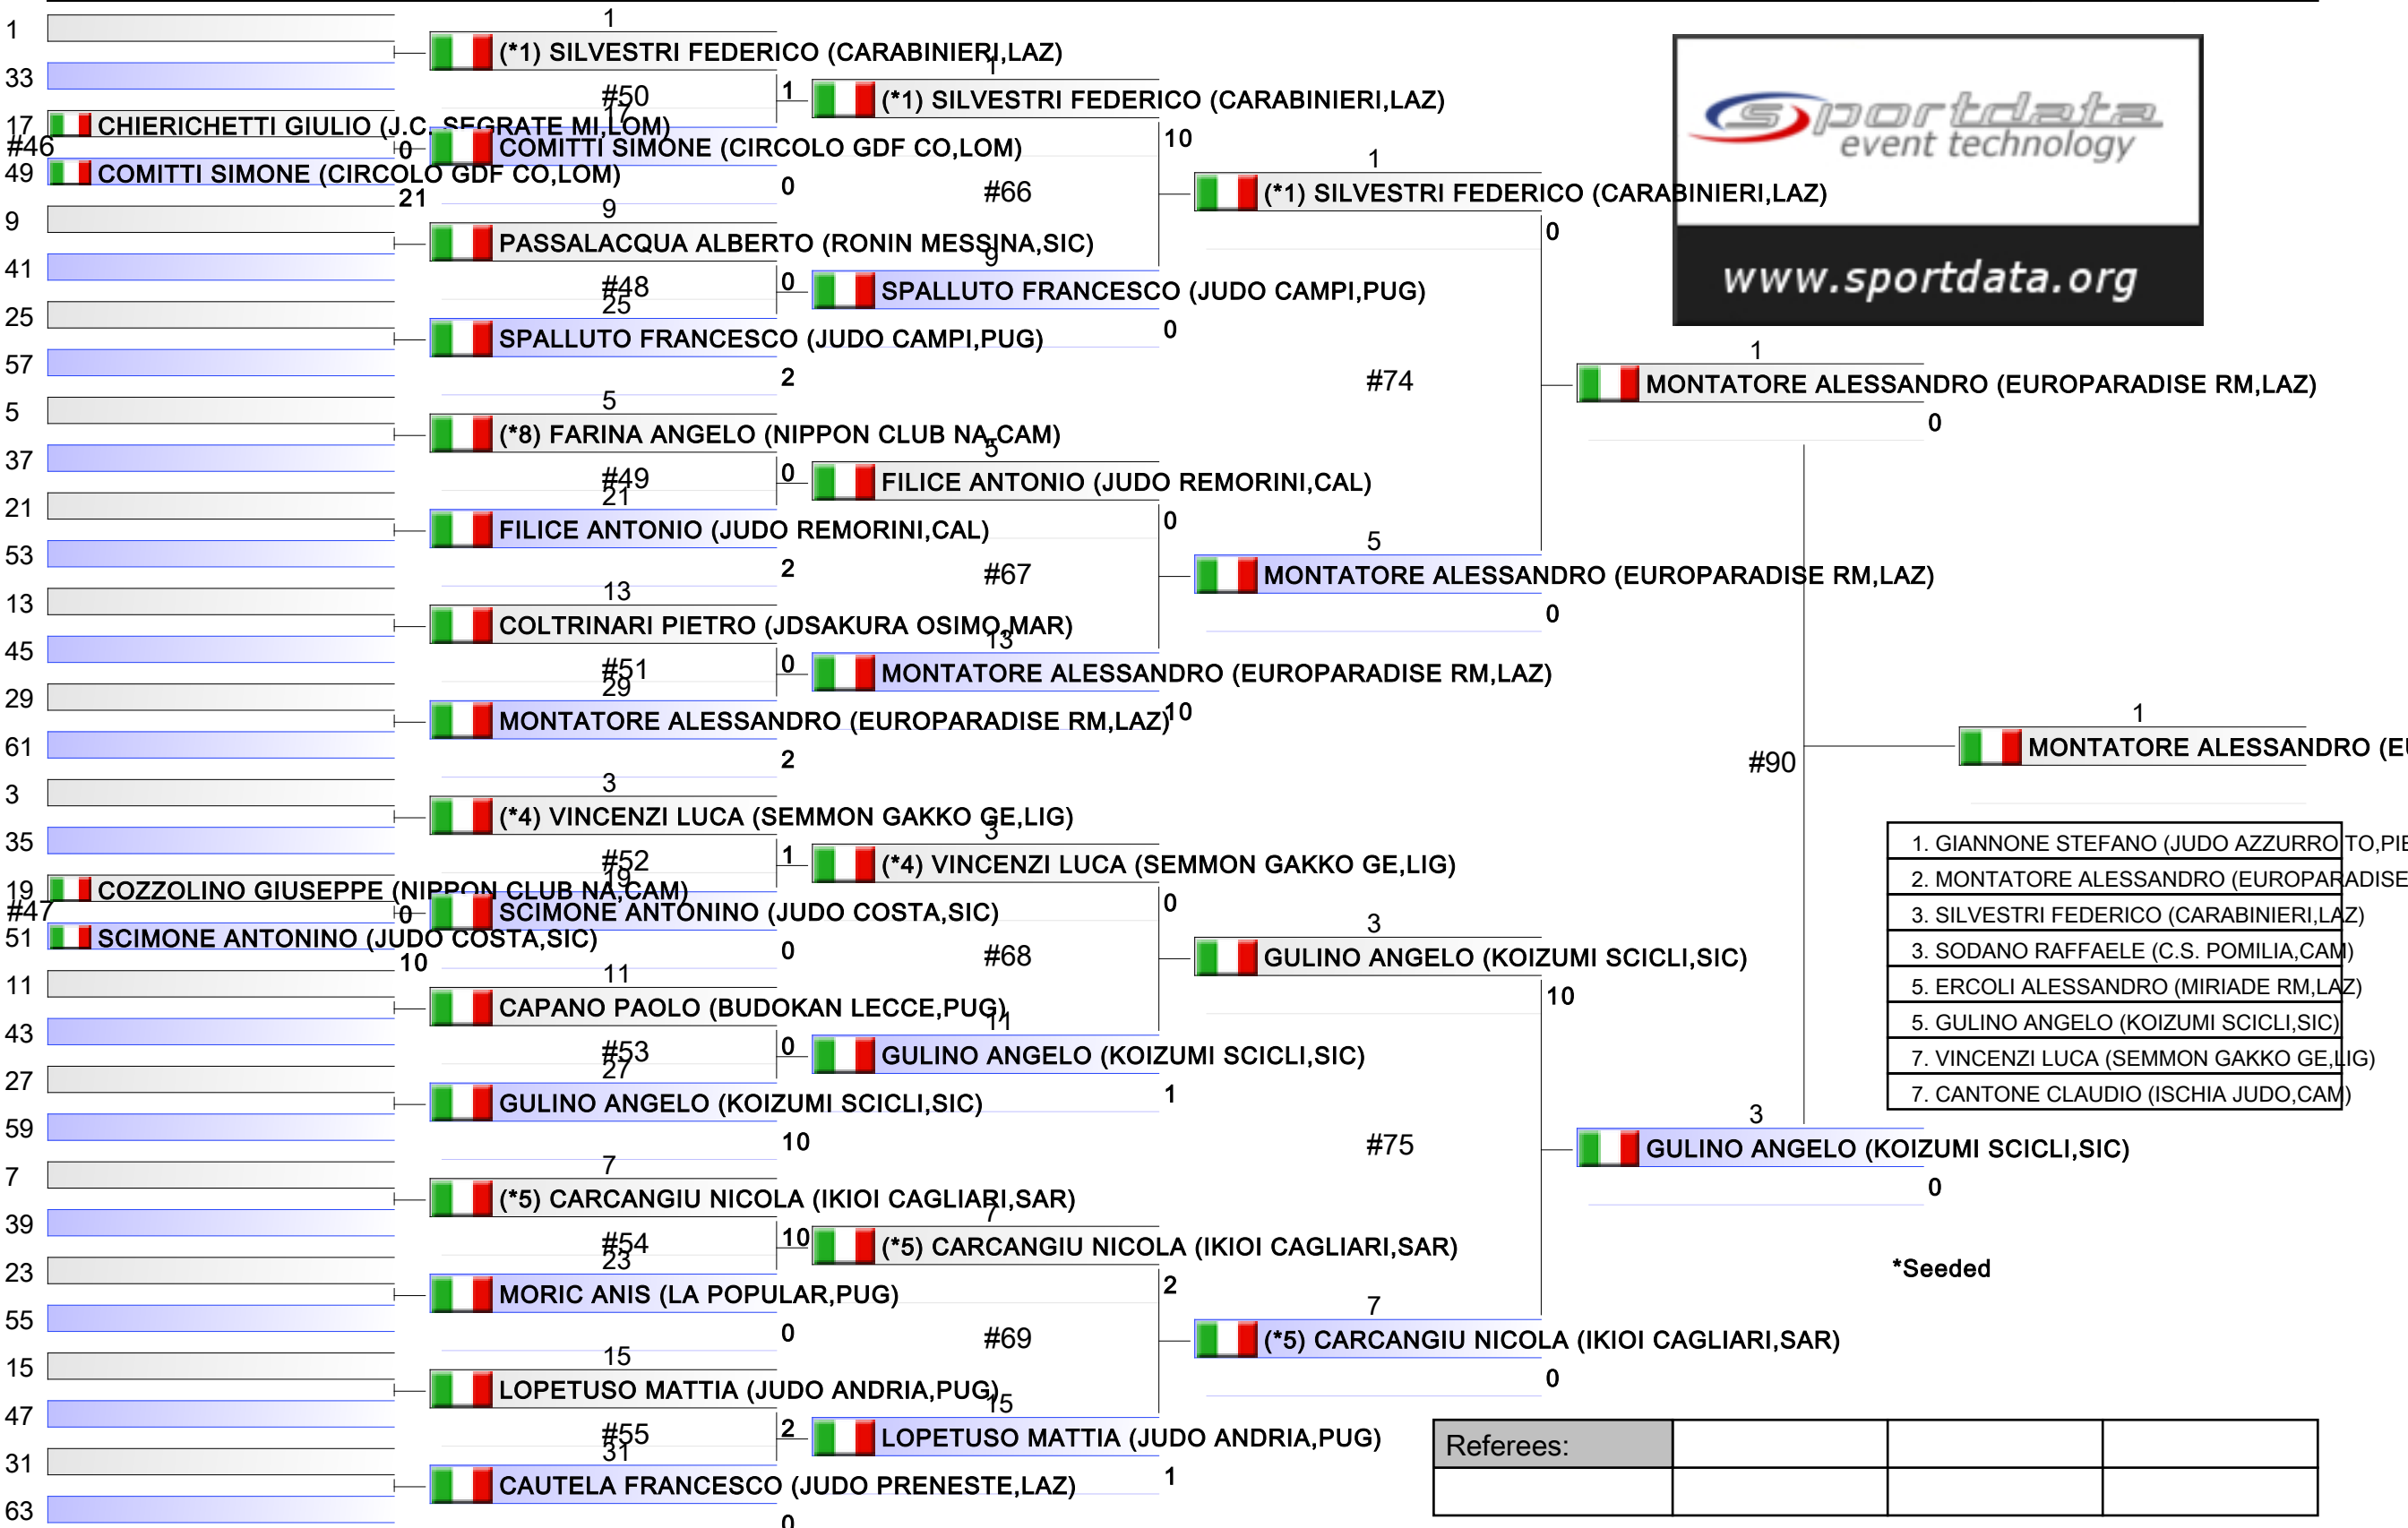 1
1
33
(*1) SILVESTRI FEDERICO (CARABINIERI,LAZ)
#50
1
1
(*1) SILVESTRI FEDERICO (CARABINIERI,LAZ)
17
CHIERICHETTI GIULIO (J.C. SEGRATE MI,LOM)
#46
0
17
COMITTI SIMONE (CIRCOLO GDF CO,LOM)
0
49
COMITTI SIMONE (CIRCOLO GDF CO,LOM)
21
10
#66
1
(*1) SILVESTRI FEDERICO (CARABINIERI,LAZ)
0
sportdata
event technology
www.sportdata.org
9
41
9
PASSALACQUA ALBERTO (RONIN MESSINA,SIC)
#48
0
9
SPALLUTO FRANCESCO (JUDO CAMPI,PUG)
0
25
57
25
SPALLUTO FRANCESCO (JUDO CAMPI,PUG)
2
#74
1
MONTATORE ALESSANDRO (EUROPARADISE RM,LAZ)
0
5
37
5
(*8) FARINA ANGELO (NIPPON CLUB NA,CAM)
#49
0
5
FILICE ANTONIO (JUDO REMORINI,CAL)
0
21
53
21
FILICE ANTONIO (JUDO REMORINI,CAL)
2
#67
5
MONTATORE ALESSANDRO (EUROPARADISE RM,LAZ)
0
13
45
13
COLTRINARI PIETRO (JDSAKURA OSIMO,MAR)
#51
0
13
MONTATORE ALESSANDRO (EUROPARADISE RM,LAZ)
10
29
61
29
MONTATORE ALESSANDRO (EUROPARADISE RM,LAZ)
2
#90
1
MONTATORE ALESSANDRO (EU
3
35
3
(*4) VINCENZI LUCA (SEMMON GAKKO GE,LIG)
#52
1
3
(*4) VINCENZI LUCA (SEMMON GAKKO GE,LIG)
0
19
COZZOLINO GIUSEPPE (NIPPON CLUB NA,CAM)
#47
0
19
SCIMONE ANTONINO (JUDO COSTA,SIC)
0
51
SCIMONE ANTONINO (JUDO COSTA,SIC)
10
#68
3
GULINO ANGELO (KOIZUMI SCICLI,SIC)
10
1. GIANNONE STEFANO (JUDO AZZURRO TO,PIE
2. MONTATORE ALESSANDRO (EUROPARADISE
3. SILVESTRI FEDERICO (CARABINIERI,LAZ)
3. SODANO RAFFAELE (C.S. POMILIA,CAM)
5. ERCOLI ALESSANDRO (MIRIADE RM,LAZ)
5. GULINO ANGELO (KOIZUMI SCICLI,SIC)
7. VINCENZI LUCA (SEMMON GAKKO GE,LIG)
7. CANTONE CLAUDIO (ISCHIA JUDO,CAM)
11
43
11
CAPANO PAOLO (BUDOKAN LECCE,PUG)
#53
0
11
GULINO ANGELO (KOIZUMI SCICLI,SIC)
1
27
59
27
GULINO ANGELO (KOIZUMI SCICLI,SIC)
10
#75
3
GULINO ANGELO (KOIZUMI SCICLI,SIC)
0
7
39
7
(*5) CARCANGIU NICOLA (IKIOI CAGLIARI,SAR)
#54
10
7
(*5) CARCANGIU NICOLA (IKIOI CAGLIARI,SAR)
2
*Seeded
23
55
23
MORIC ANIS (LA POPULAR,PUG)
0
#69
7
(*5) CARCANGIU NICOLA (IKIOI CAGLIARI,SAR)
0
15
47
15
LOPETUSO MATTIA (JUDO ANDRIA,PUG)
#55
2
15
LOPETUSO MATTIA (JUDO ANDRIA,PUG)
1
31
63
31
CAUTELA FRANCESCO (JUDO PRENESTE,LAZ)
0
Referees: